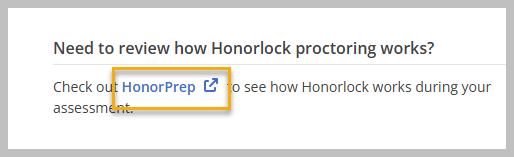 Need to review how Honorlock proctoring works?
Check out HonorPrep to see how Honorlock works during your
assessment.